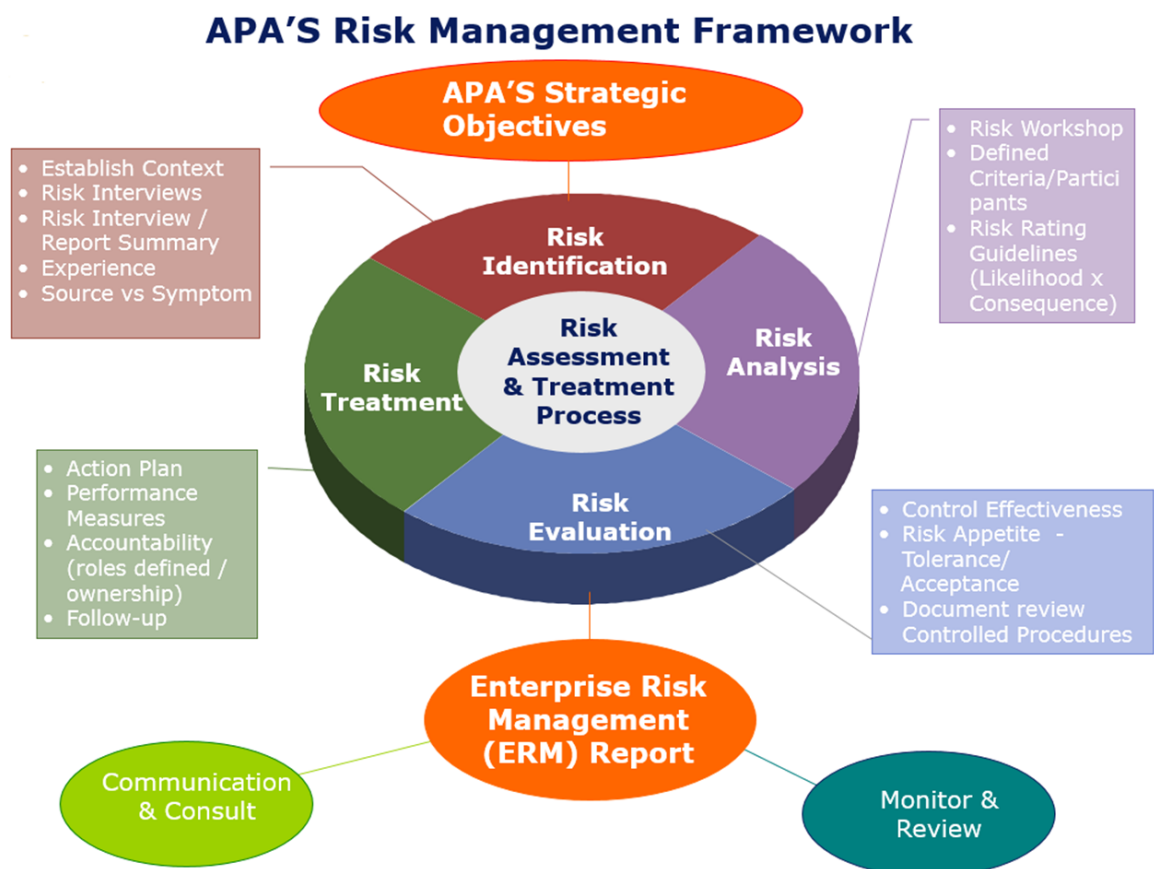 APA'S Risk Management Framework
APA'S Strategic
Objectives
• Establish Context
• Risk Interviews
• Risk Interview /
Report Summary
• Experience
• Source vs Symptom
• Risk Workshop
• Defined
Criteria/Partici
pants
• Risk Rating
Guidelines
(Likelihood x
Consequence)
Risk
Identification
Risk
Analysis
Risk
Assessment
& Treatment
Process
Risk
Treatment
Risk
Evaluation
• Action Plan
• Performance
Measures
• Accountability
(roles defined /
ownership)
• Follow-up
• Control Effectiveness
• Risk Appetite -
Tolerance/
Acceptance
• Document review
Controlled Procedures
Enterprise Risk
Management
(ERM) Report
Communication
& Consult
Monitor &
Review